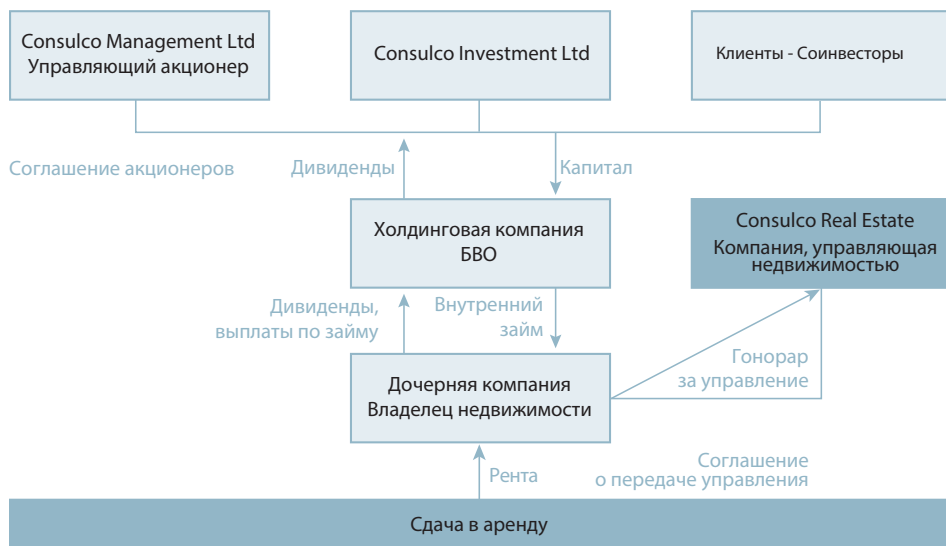 Consulco Management Ltd
Управляющий акционер
Consulco Investment Ltd
Клиенты - Соинвесторы
Соглашение акционеров
Дивиденды
Капитал
Холдинговая компания
БВО
Consulco Real Estate
Компания, управляющая
недвижимостью
Дивиденды,
выплаты по займу
Внутренний
займ
Гонорар
за управление
Дочерняя компания
Владелец недвижимости
Рента
Соглашение
о передаче управления
Сдача в аренду